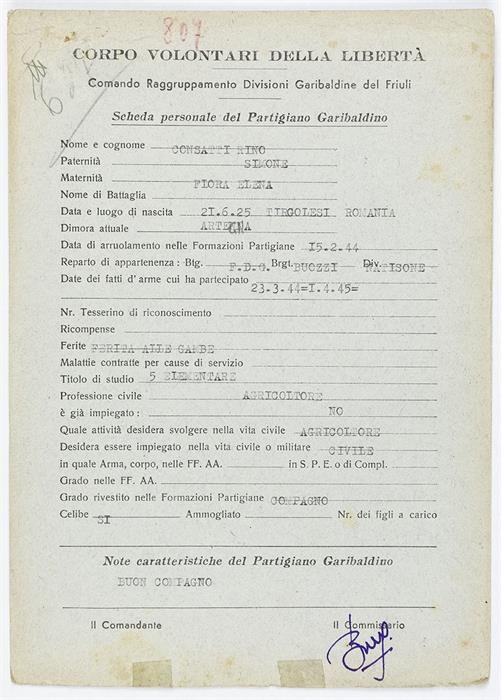 807
CORPO VOLONTARI DELLA LIBERTÀ
Comando Raggruppamento Divisioni Garibaldine del Friuli
Scheda personale del Partigiano Garibaldino
Nome e cognome CONSATTI RINO
Paternità SIMONE
Maternità FIORA ELENA
Nome di Battaglia
Data e luogo di nascita 21.6.25 TIRGOLESI ROMANIA
Dimora attuale ARTEGNA
Data di arruolamento nelle Formazioni Partigiane 15.2.44
Reparto di appartenenza: Btg. F.D.G. Brgt. BUOZZI Div. NATISONE
Date dei fatti d'arme cui ha partecipato 23.3.44=1.4.45=
Nr. Tesserino di riconoscimento
Ricompense
Ferite FERITA ALLE GAMBE
Malattie contratte per cause di servizio
Titolo di studio 5 ELEMENTARE
Professione civile AGRICOLTORE
è già impiegato: NO
Quale attività desidera svolgere nella vita civile AGRICOLTORE
Desidera essere impiegato nella vita civile o militare CIVILE
in quale Arma, corpo, nelle FF. AA. in S. P. E. o di Compl.
Grado nelle FF. AA.
Grado rivestito nelle Formazioni Partigiane COMPAGNO
Celibe SI Ammogliato Nr. dei figli a carico
Note caratteristiche del Partigiano Garibaldino
BUON COMPAGNO
Il Comandante Il Commissario